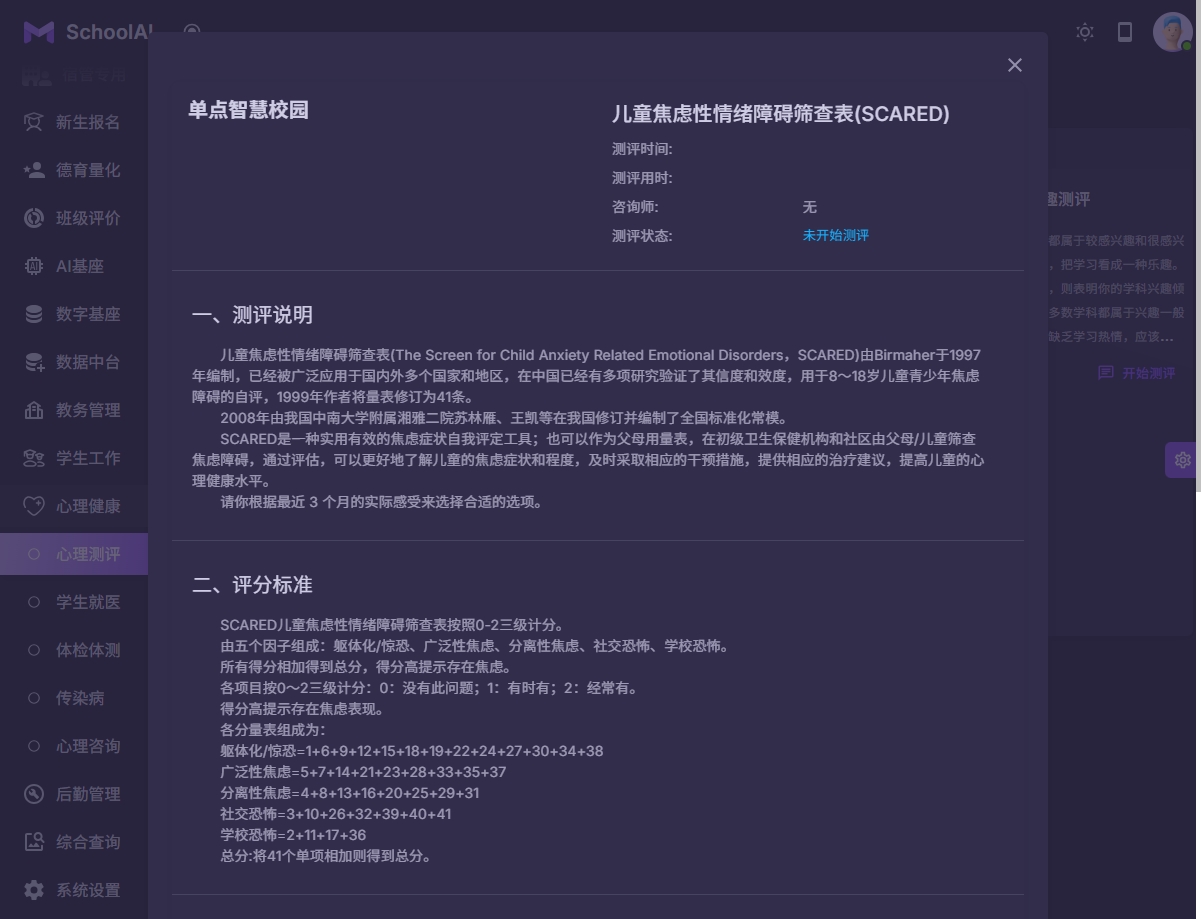 SchoolAI
新生报名
德育量化
班级评价
AI基座
数字基座
数据中台
教务管理
学生工作
心理健康
心理测评
学生就医
体检体测
传染病
心理咨询
后勤管理
综合查询
系统设置
单点智慧校园
儿童焦虑性情绪障碍筛查表(SCARED)
测评时间:
测评用时:
咨询师: 无
测评状态: 未开始测评
一、测评说明
儿童焦虑性情绪障碍筛查表(The Screen for Child Anxiety Related Emotional Disorders，SCARED)由Birmaher于1997
年编制，已经被广泛应用于国内外多个国家和地区，在中国已经有多项研究验证了其信度和效度，用于8～18岁儿童青少年焦虑
障碍的自评，1999年作者将量表修订为41条。
2008年由我国中南大学附属湘雅二院苏林雁、王凯等在我国修订并编制了全国标准化常模。
SCARED是一种实用有效的焦虑症状自我评定工具；也可以作为父母用量表，在初级卫生保健机构和社区由父母/儿童筛查
焦虑障碍，通过评估，可以更好地了解儿童的焦虑症状和程度，及时采取相应的干预措施，提供相应的治疗建议，提高儿童的心
理健康水平。
请你根据最近 3 个月的实际感受来选择合适的选项。
二、评分标准
SCARED儿童焦虑性情绪障碍筛查表按照0-2三级计分。
由五个因子组成：躯体化/惊恐、广泛性焦虑、分离性焦虑、社交恐怖、学校恐怖。
所有得分相加得到总分，得分高提示存在焦虑。
各项目按0～2三级计分：0：没有此问题；1：有时有；2：经常有。
得分高提示存在焦虑表现。
各分量表组成为：
躯体化/惊恐=1+6+9+12+15+18+19+22+24+27+30+34+38
广泛性焦虑=5+7+14+21+23+28+33+35+37
分离性焦虑=4+8+13+16+20+25+29+31
社交恐怖=3+10+26+32+39+40+41
学校恐怖=2+11+17+36
总分:将41个单项相加则得到总分。
趣测评
都属于较感兴趣和很感兴
，把学习看成一种乐趣。
，则表明你的学科兴趣倾
多数学科都属于兴趣一般
缺乏学习热情，应该...
开始测评